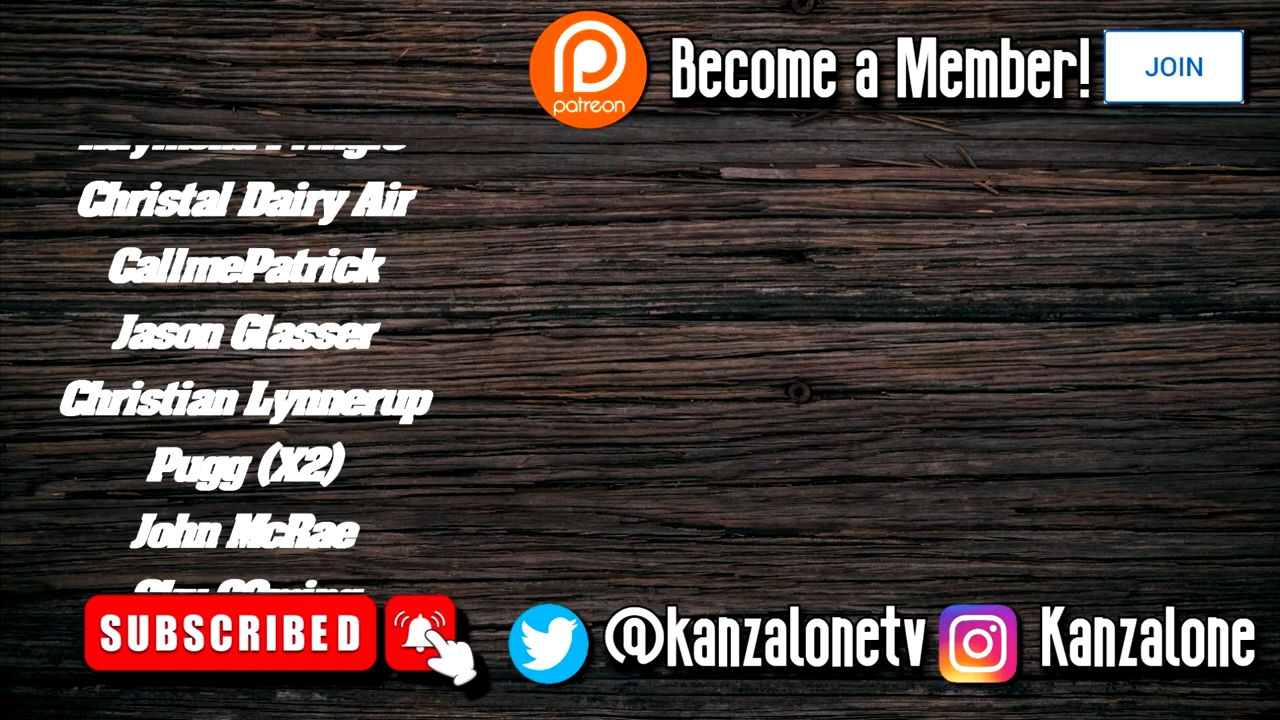 patreon
Become a Member!
JOIN
Christal Dairy Air
CallmePatrick
Jason Glasser
Christian Lynnerup
Pugg (X2)
John McRae
SUBSCRIBED
@kanzalonetv
Kanzalone